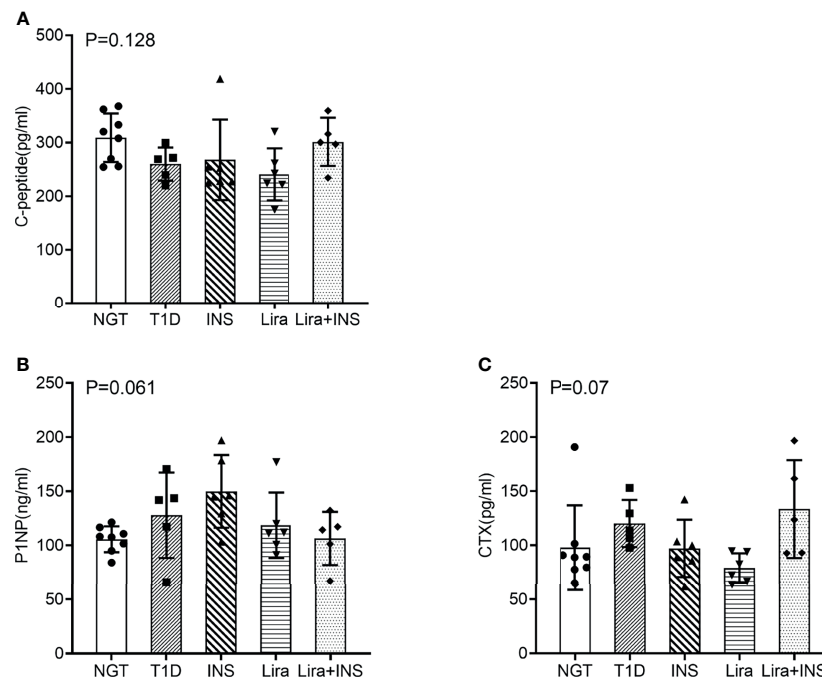 A
P=0.128
C-peptide(pg/ml)
500
400
300
200
100
0
NGT T1D INS Lira Lira+INS
B
P=0.061
P1NP(ng/ml)
250
200
150
100
50
0
NGT T1D INS Lira Lira+INS
C
P=0.07
CTX(pg/ml)
250
200
150
100
50
0
NGT T1D INS Lira Lira+INS